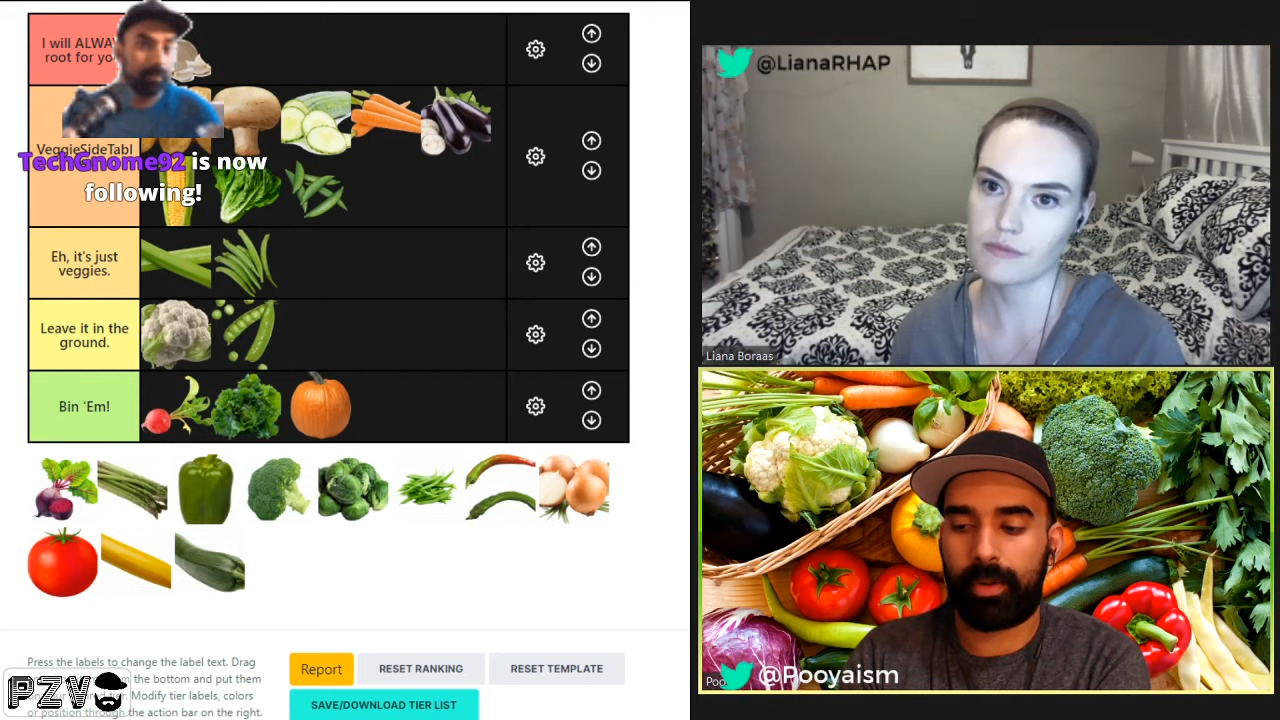 I will ALWA
root for yo
VeggieSideTabl
TechGnome92 is now
following!
Eh, it's just
veggies.
Leave it in the
ground.
Bin 'Em!
Press the labels to change the label text. Drag
the bottom and put them
Modify tier labels, colors
or position through the action bar on the right.
Report
RESET RANKING
RESET TEMPLATE
SAVE/DOWNLOAD TIER LIST
PZV
@LianaRHAP
Liana Boraas
@Pooyaism
Poo